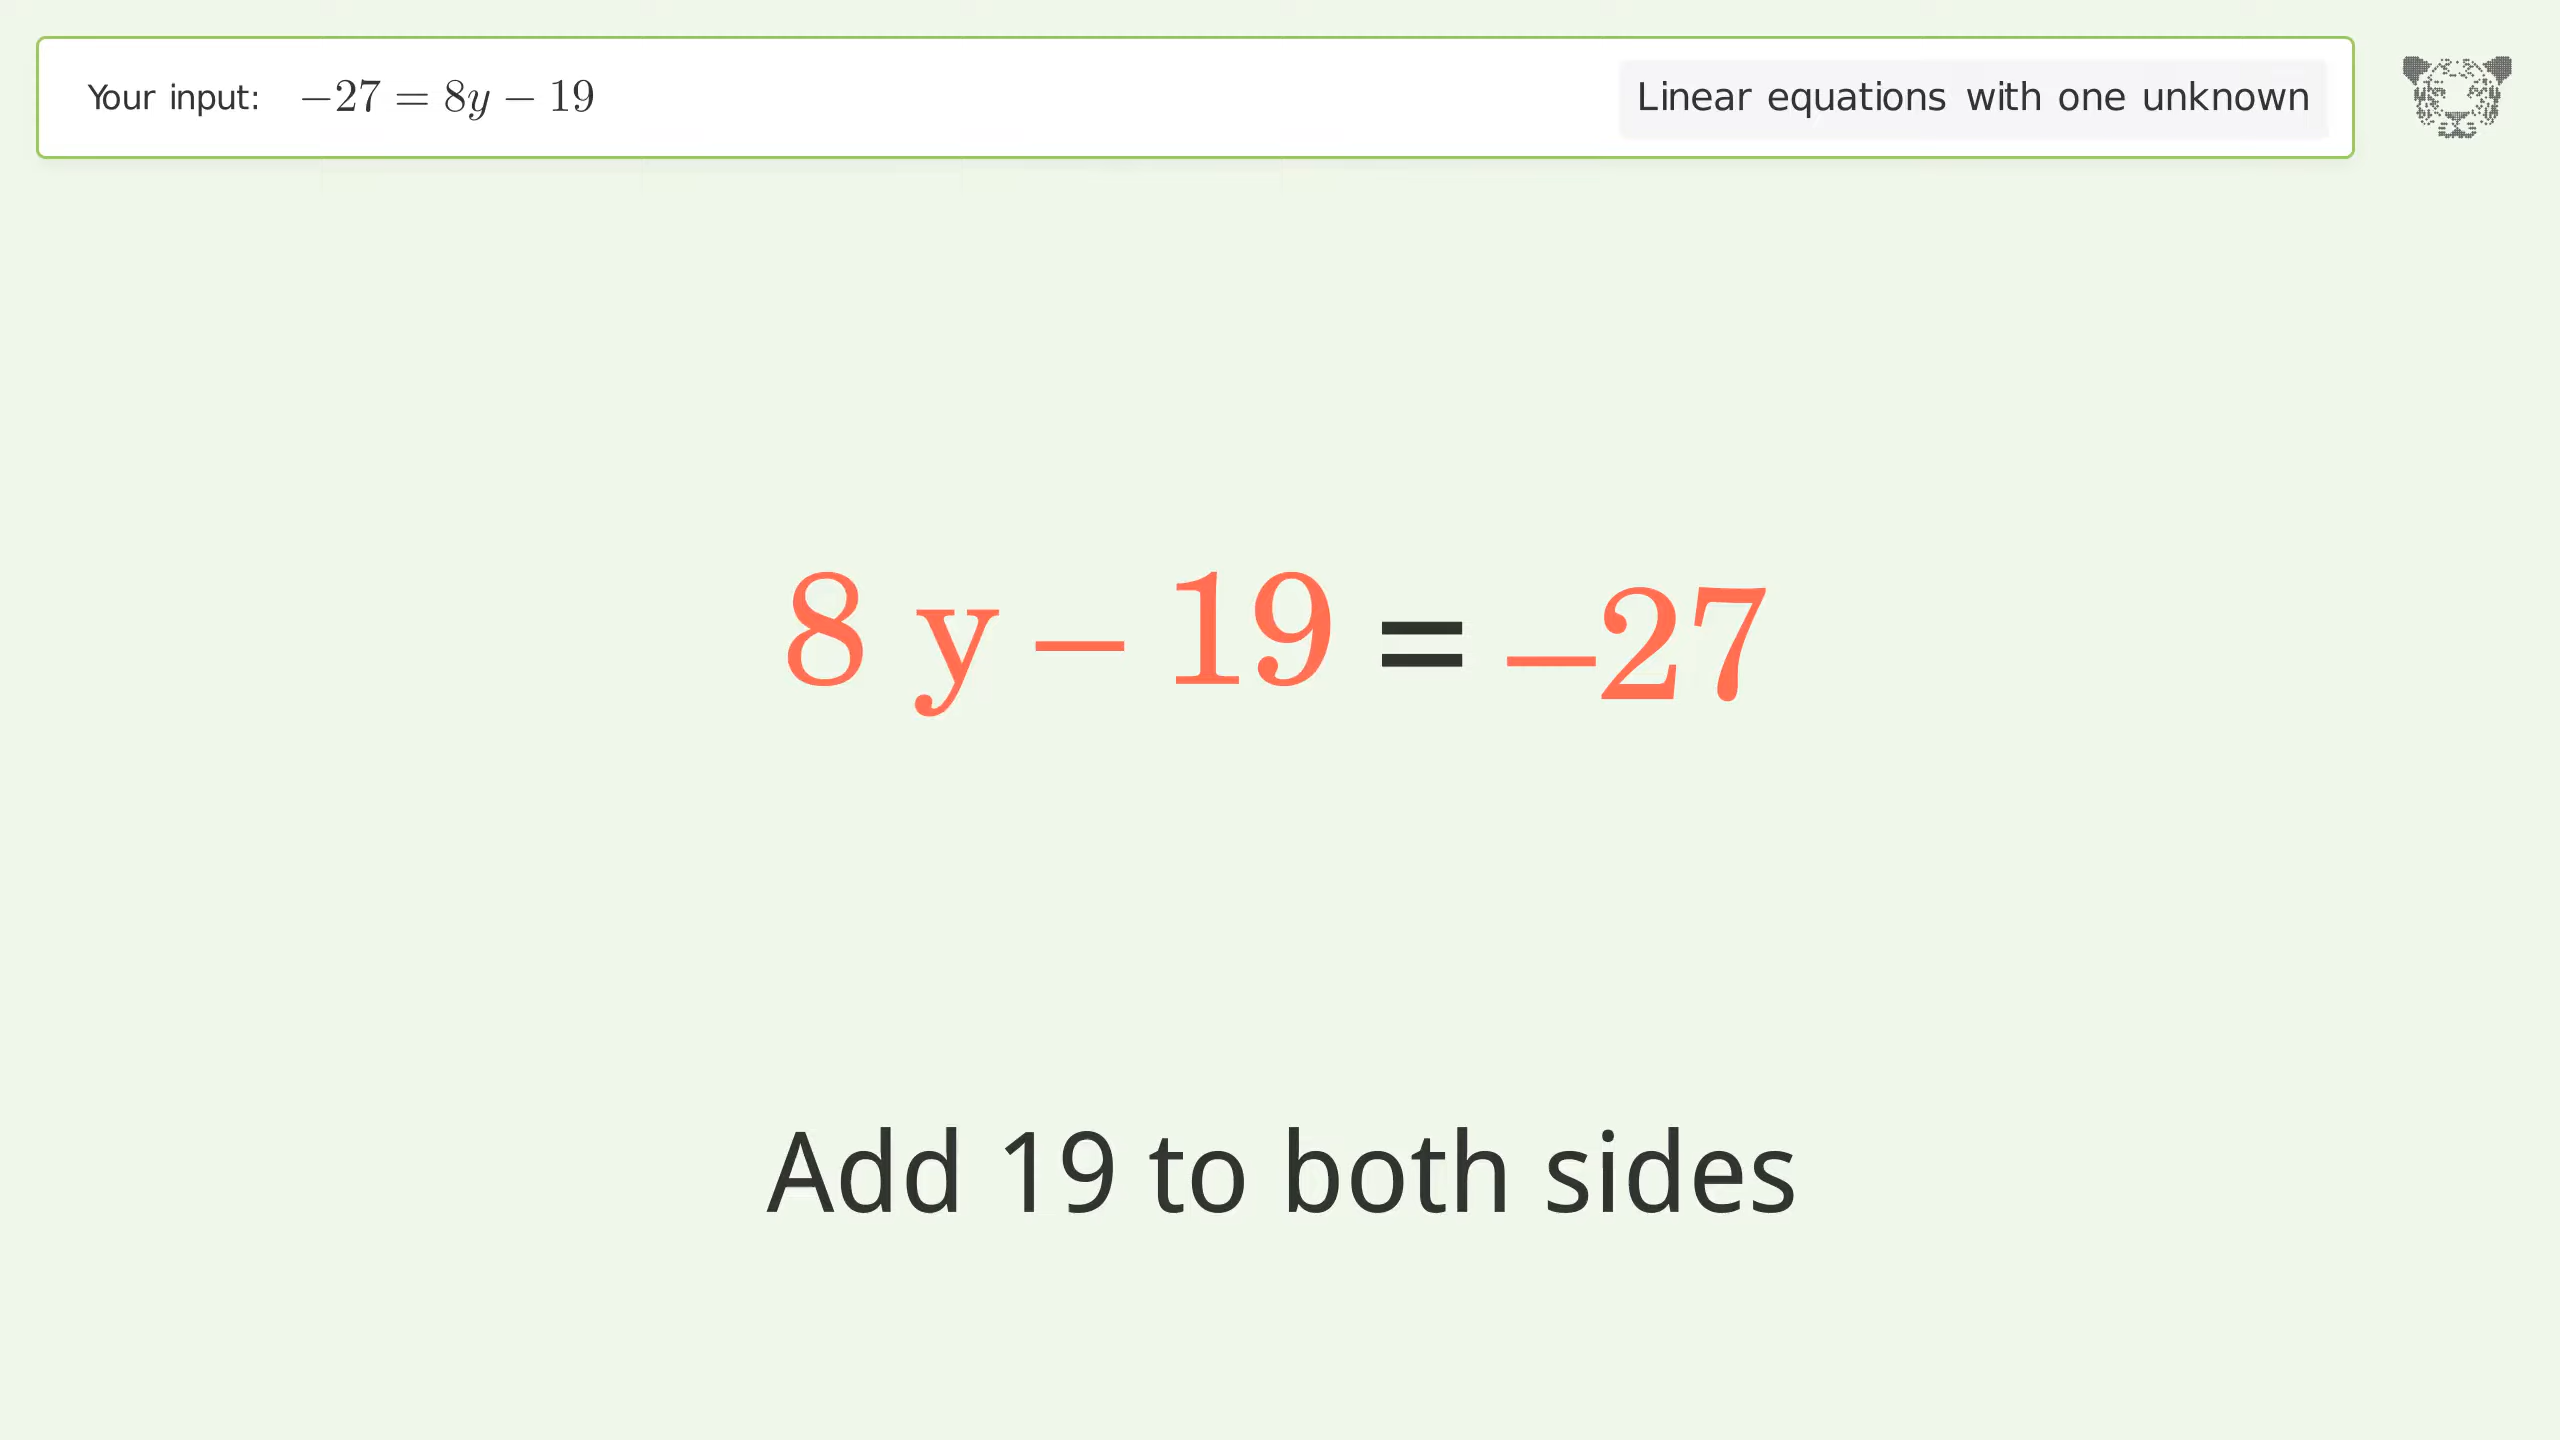 Your input: −27 = 8y − 19
Linear equations with one unknown
8 y − 19 = −27
Add 19 to both sides